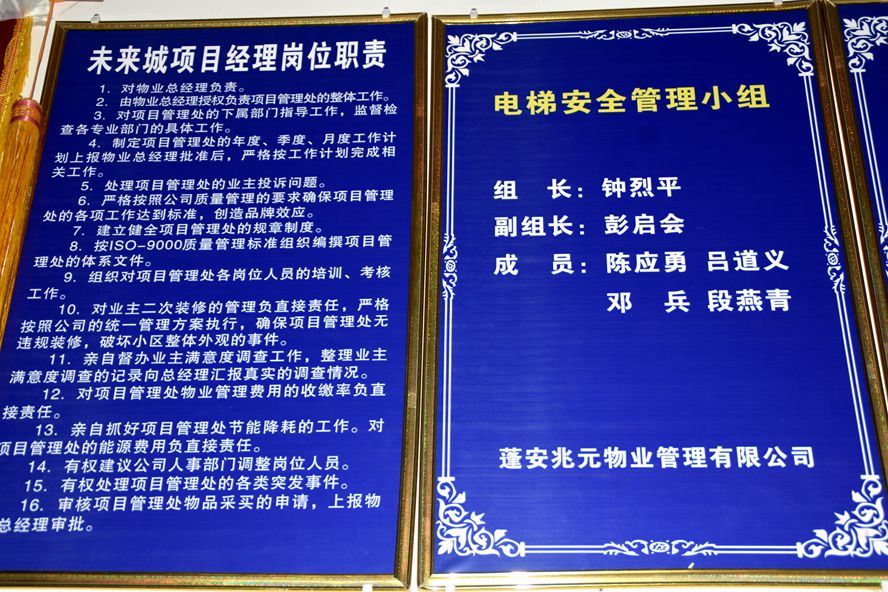 未来城项目经理岗位职责
1. 对物业总经理负责。
2. 由物业总经理授权负责项目管理处的整体工作。
3. 对项目管理处的下属部门指导工作，监督检
查各专业部门的具体工作。
4. 制定项目管理处的年度、季度、月度工作计
划上报物业总经理批准后，严格按工作计划完成相
关工作。
5. 处理项目管理处的业主投诉问题。
6. 严格按照公司质量管理的要求确保项目管理
处的各项工作达到标准，创造品牌效应。
7. 建立健全项目管理处的规章制度。
8. 按ISO-9000质量管理标准组织编撰项目管
理处的体系文件。
9. 组织对项目管理处各岗位人员的培训、考核
工作。
10. 对业主二次装修的管理负直接责任，严格
按照公司的统一管理方案执行，确保项目管理处无
违规装修，破坏小区整体外观的事件。
11. 亲自督办业主满意度调查工作，整理业主
满意度调查的记录向总经理汇报真实的调查情况。
12. 对项目管理处物业管理费用的收缴率负直
接责任。
13. 亲自抓好项目管理处节能降耗的工作。对
项目管理处的能源费用负直接责任。
14. 有权建议公司人事部门调整岗位人员。
15. 有权处理项目管理处的各类突发事件。
16. 审核项目管理处物品采买的申请，上报物
总经理审批。
电梯安全管理小组
组 长：钟烈平
副组长：彭启会
成 员：陈应勇 吕道义
邓 兵 段燕青
蓬安兆元物业管理有限公司